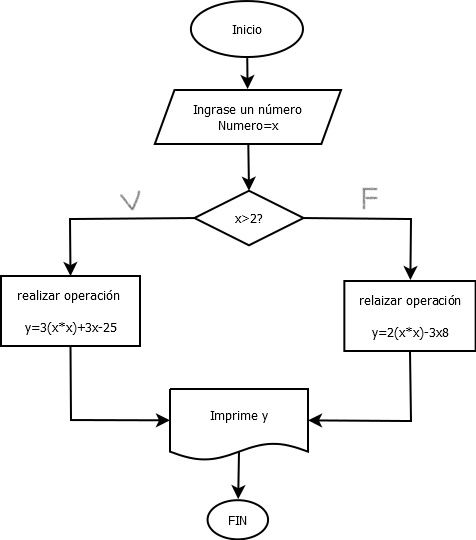 Inicio
Ingrase un número
Numero=x
V
F
x>2?
realizar operación
y=3(x*x)+3x-25
relaizar operación
y=2(x*x)-3x8
Imprime y
FIN